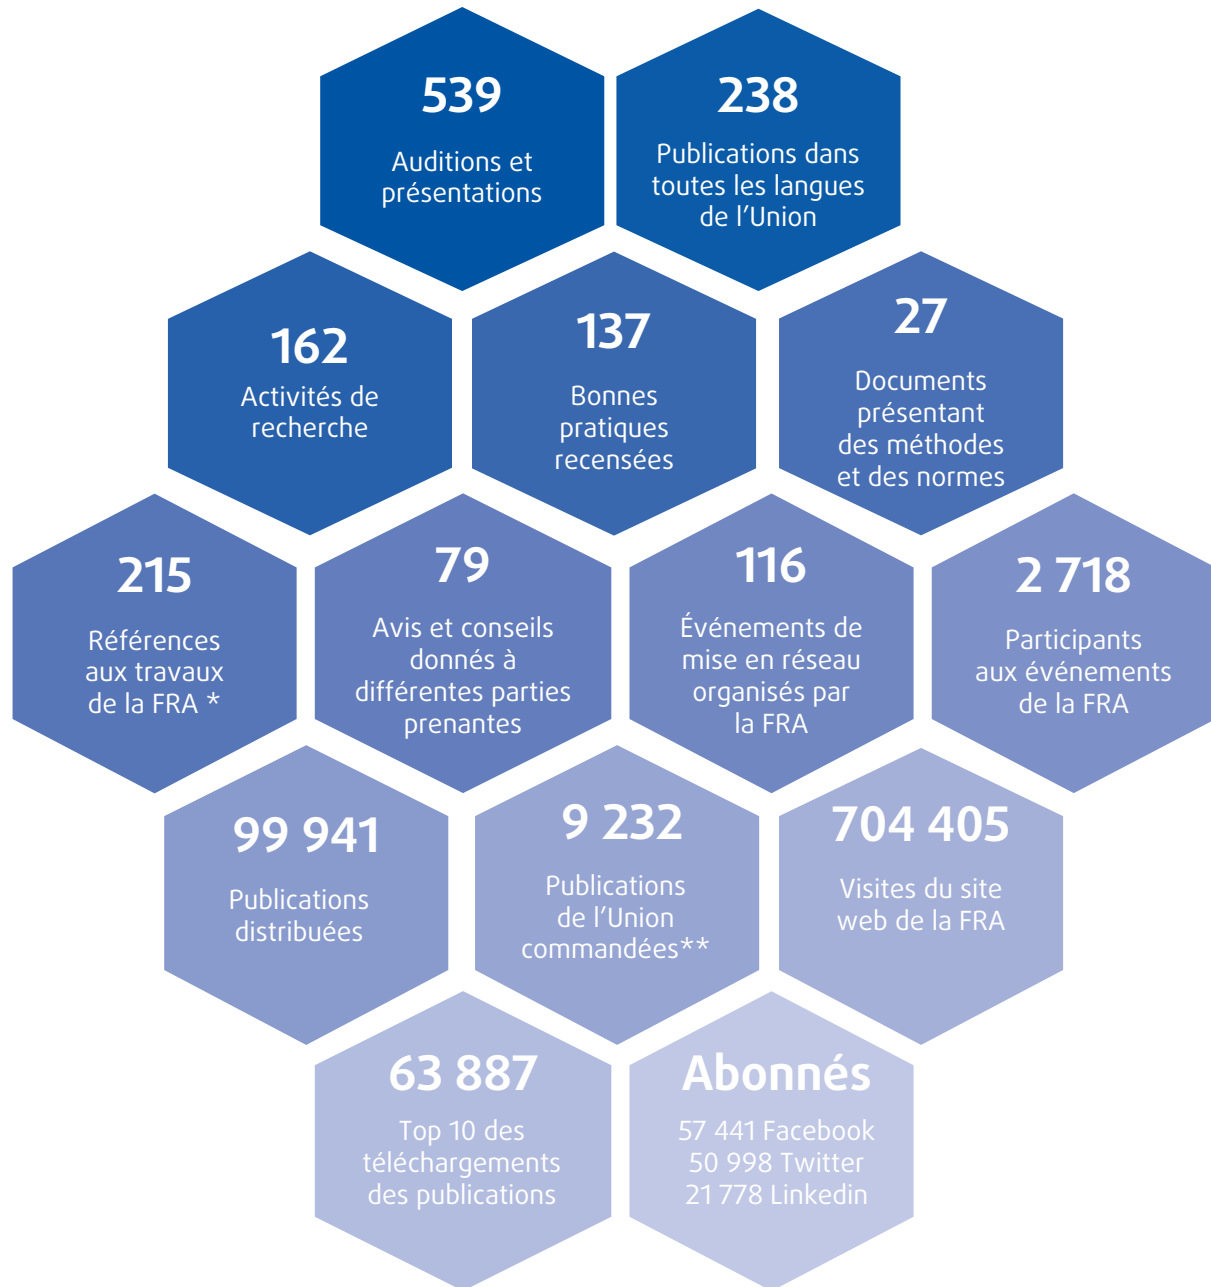 539
Auditions et
présentations
238
Publications dans
toutes les langues
de l'Union
162
Activités de
recherche
137
Bonnes
pratiques
recensées
27
Documents
présentant
des méthodes
et des normes
215
Références
aux travaux
de la FRA *
79
Avis et conseils
donnés à
différentes parties
prenantes
116
Événements de
mise en réseau
organisés par
la FRA
2 718
Participants
aux événements
de la FRA
99 941
Publications
distribuées
9 232
Publications
de l'Union
commandées**
704 405
Visites du site
web de la FRA
63 887
Top 10 des
téléchargements
des publications
Abonnés
57 441 Facebook
50 998 Twitter
21 778 Linkedin